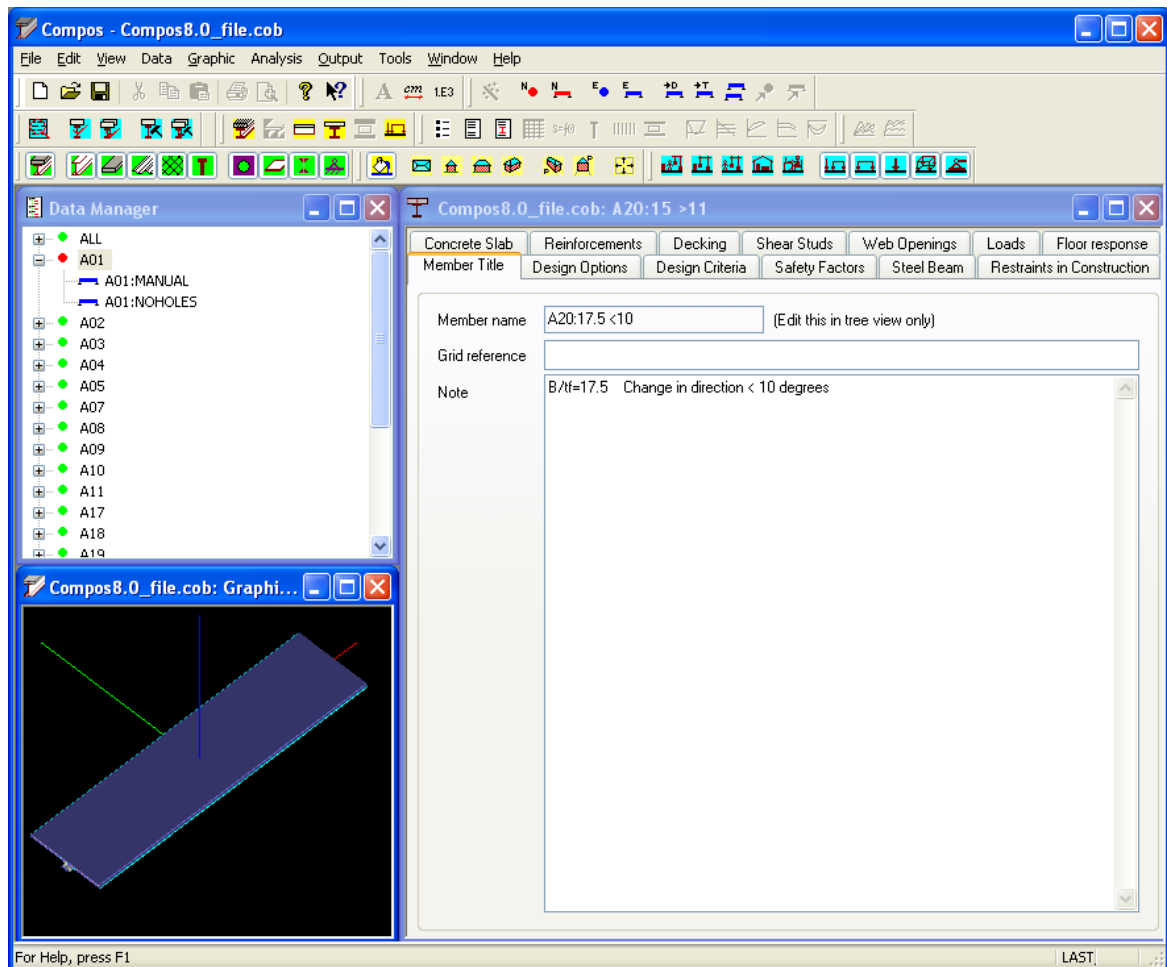 Compos - Compos8.0_file.cob
File Edit View Data Graphic Analysis Output Tools Window Help
A cm 1.E3 N N E E +D +T
S=f0 T
T
Data Manager
ALL
A01
A01:MANUAL
A01:NOHOLES
A02
A03
A04
A05
A07
A08
A09
A10
A11
A17
A18
A19
Compos8.0_file.cob: Graphi...
Compos8.0_file.cob: A20:15 >11
Concrete Slab Reinforcements Decking Shear Studs Web Openings Loads Floor response
Member Title Design Options Design Criteria Safety Factors Steel Beam Restraints in Construction
Member name A20:17.5 <10 (Edit this in tree view only)
Grid reference
Note B/tf=17.5 Change in direction < 10 degrees
For Help, press F1 LAST